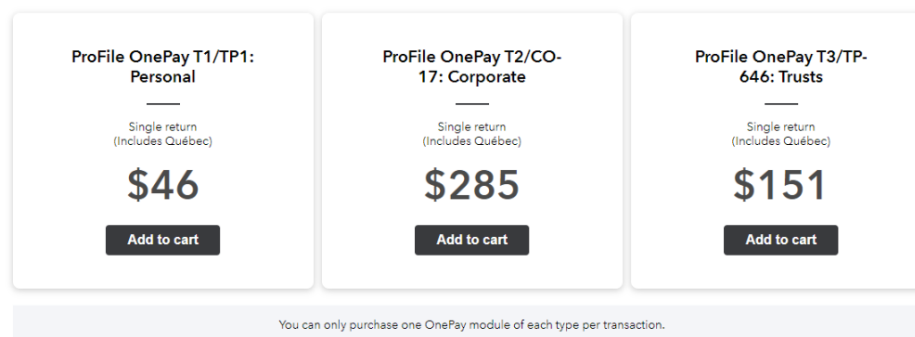 ProFile OnePay T1/TP1:
Personal
Single return
(Includes Québec)
$46
Add to cart
ProFile OnePay T2/CO-
17: Corporate
Single return
(Includes Québec)
$285
Add to cart
ProFile OnePay T3/TP-
646: Trusts
Single return
(Includes Québec)
$151
Add to cart
You can only purchase one OnePay module of each type per transaction.